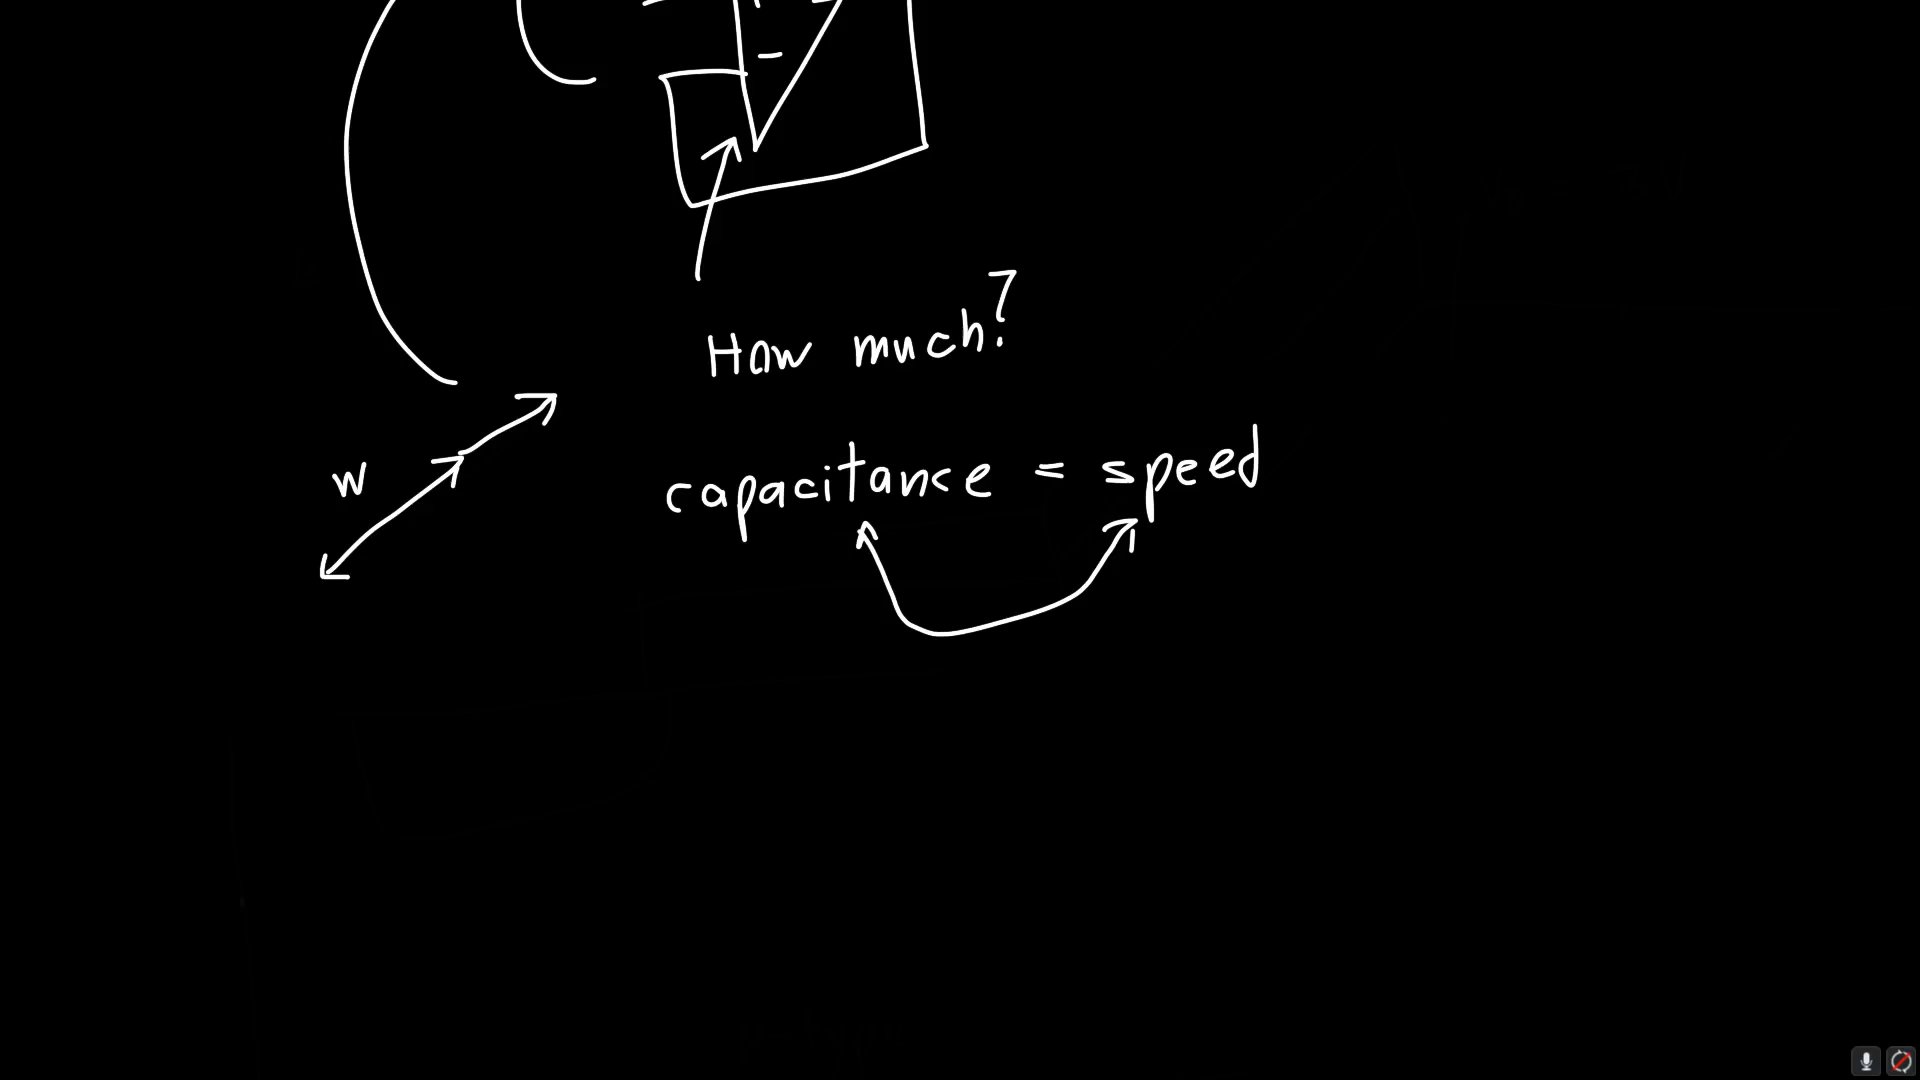 How much?
w
capacitance = speed